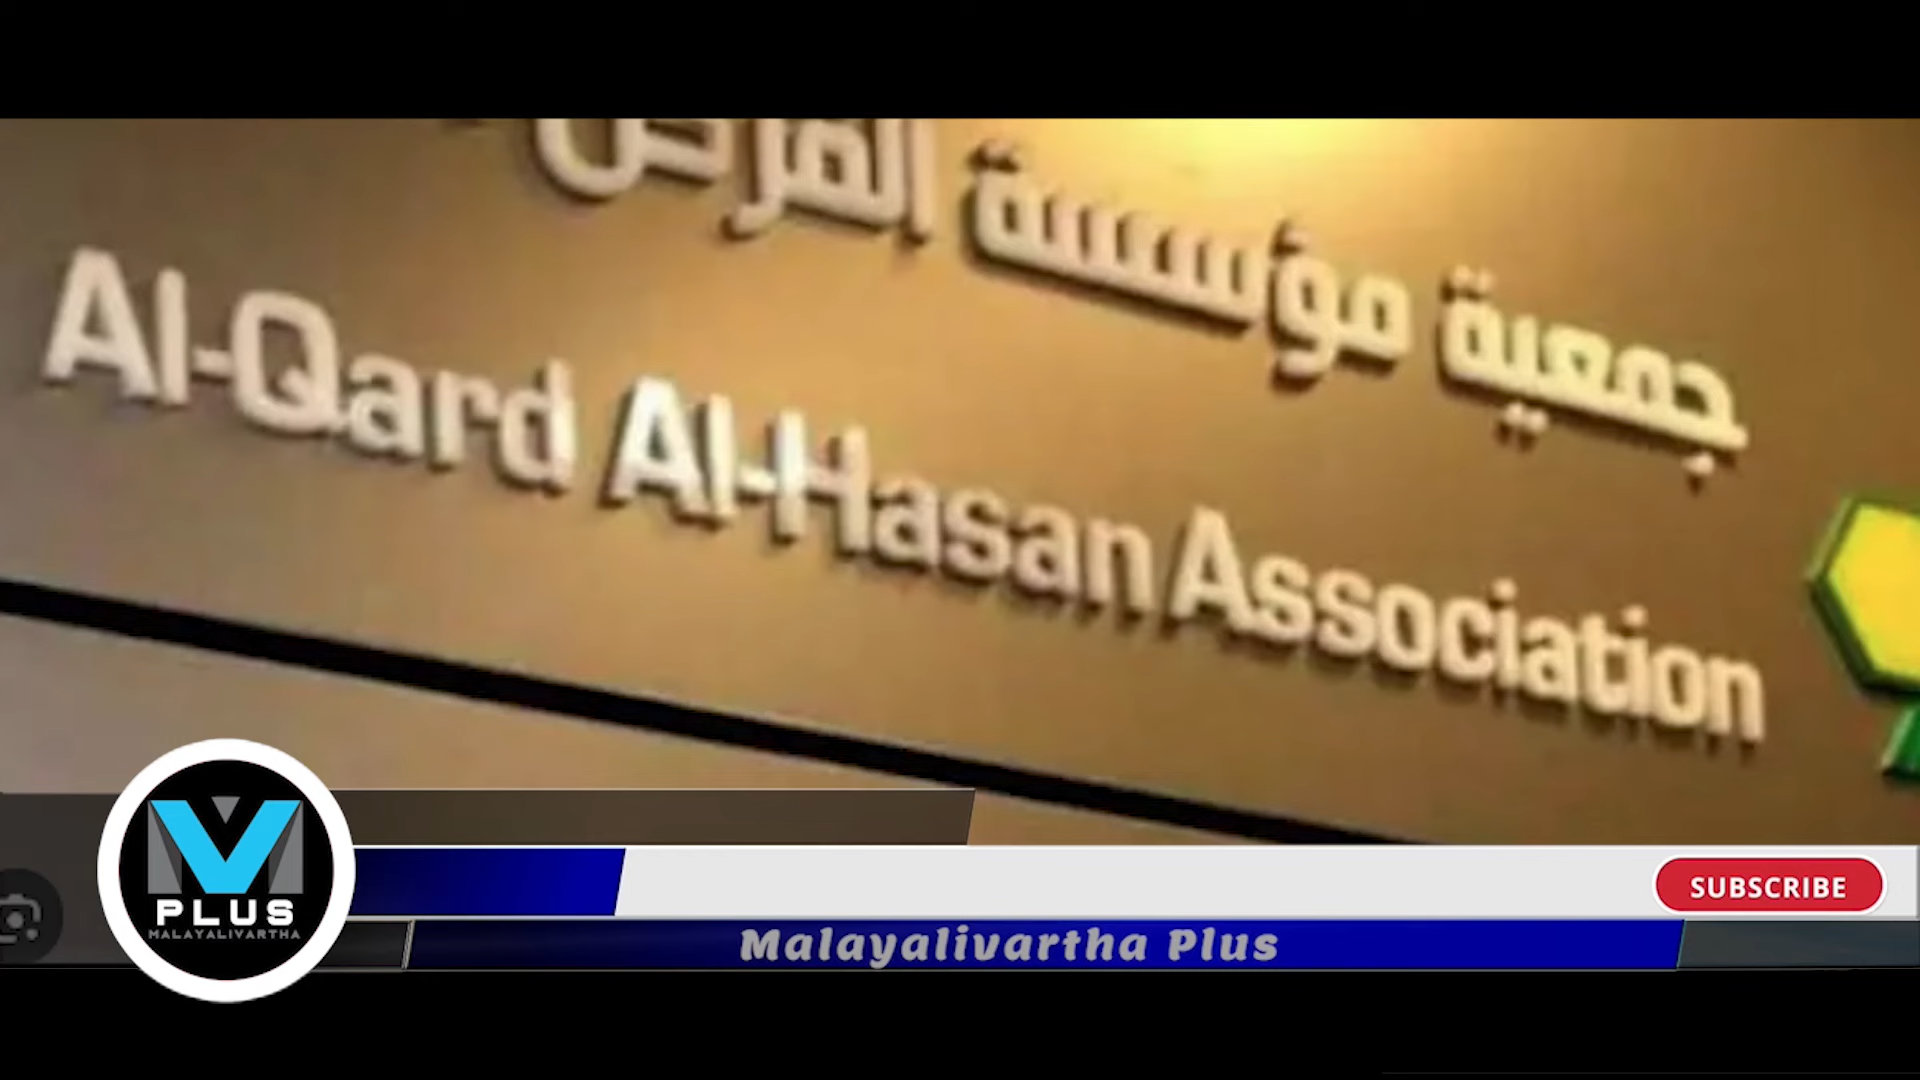 جمعية مؤسسة القرض
Al-Qard Al-Hasan Association
PLUS
MALAYALIVARTHA
SUBSCRIBE
Malayalivartha Plus